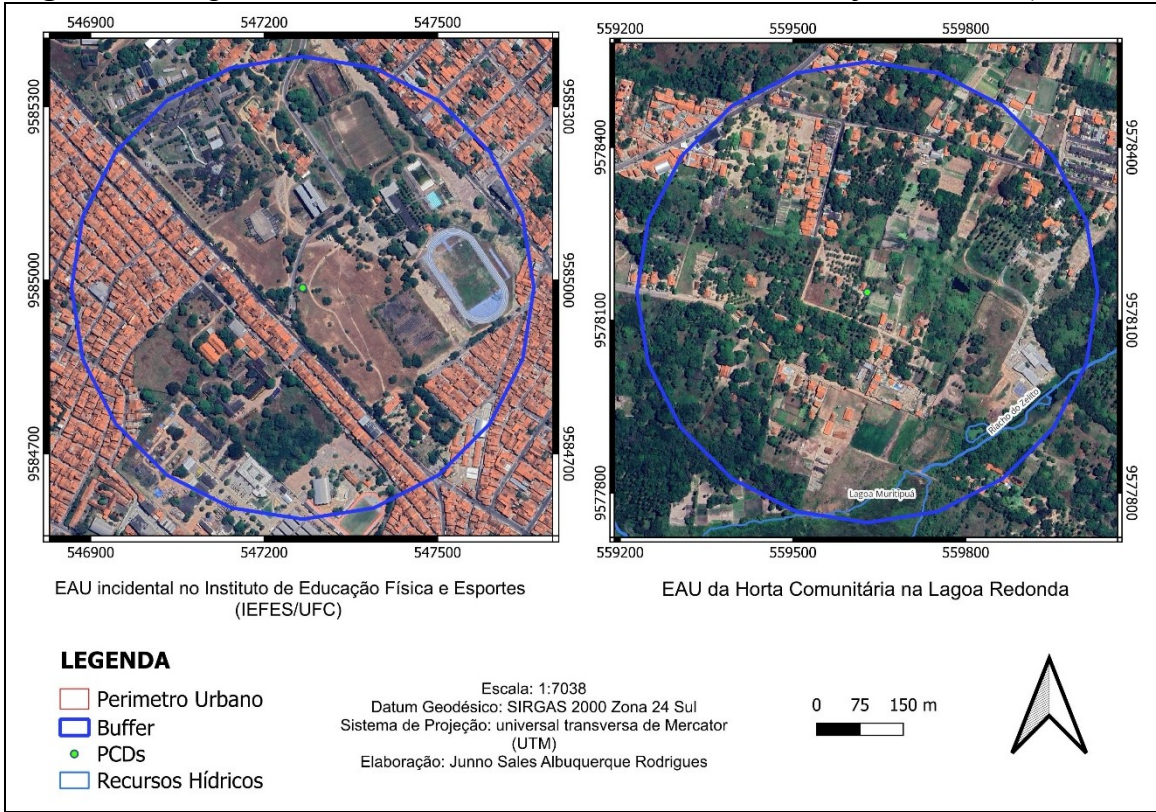 546900 547200 547500
559200 559500 559800
9585300 9585300
9585000 9585000
9584700 9584700
9578400 9578400
9578100 9578100
9577800 9577800
Riacho do Zelito
Lagoa Muritipuá
546900 547200 547500
559200 559500 559800
EAU incidental no Instituto de Educação Física e Esportes
(IEFES/UFC)
EAU da Horta Comunitária na Lagoa Redonda
LEGENDA
Perimetro Urbano
Buffer
PCDs
Recursos Hídricos
Escala: 1:7038
Datum Geodésico: SIRGAS 2000 Zona 24 Sul
Sistema de Projeção: universal transversa de Mercator
(UTM)
Elaboração: Junno Sales Albuquerque Rodrigues
0 75 150 m